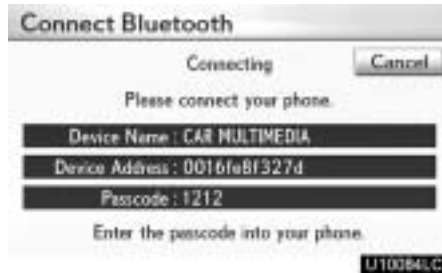 Connect Bluetooth
Connecting
Cancel
Please connect your phone.
Device Name : CAR MULTIMEDIA
Device Address : 0016fe8f327d
Passcode : 1212
Enter the passcode into your phone.
U10084LC